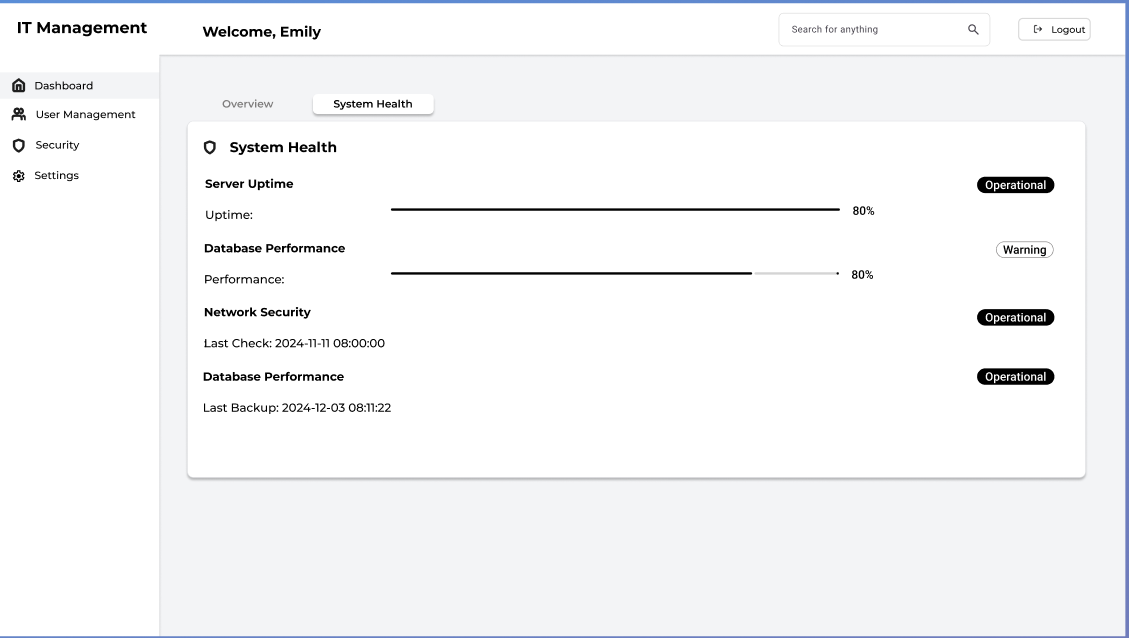 IT Management
Welcome, Emily
Search for anything
Logout
Dashboard
User Management
Security
Settings
Overview
System Health
System Health
Server Uptime
Operational
Uptime:
80%
Database Performance
Warning
Performance:
80%
Network Security
Operational
Last Check: 2024-11-11 08:00:00
Database Performance
Operational
Last Backup: 2024-12-03 08:11:22